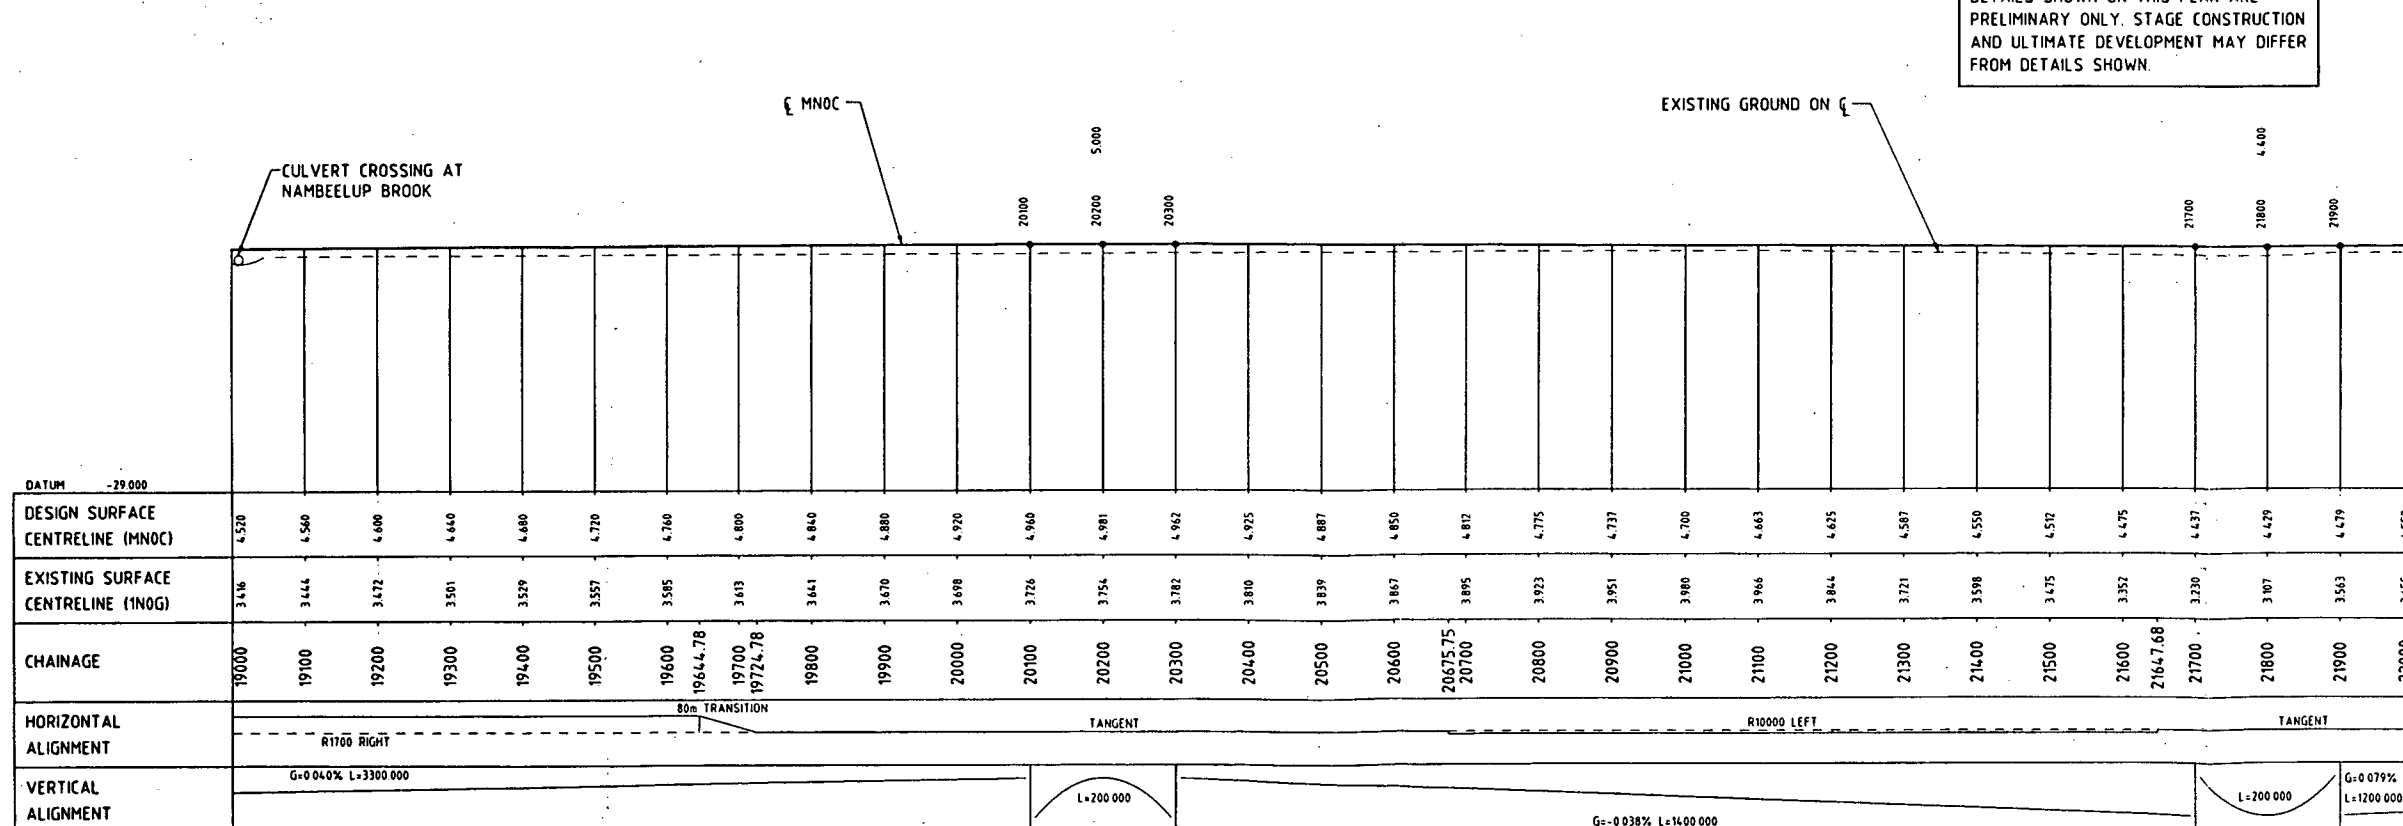 PRELIMINARY ONLY. STAGE CONSTRUCTION
AND ULTIMATE DEVELOPMENT MAY DIFFER
FROM DETAILS SHOWN.
℄ MN0C
EXISTING GROUND ON ℄
CULVERT CROSSING AT
NAMBEELUP BROOK
5.000
4.400
20100 20200 20300 21700 21800 21900
DATUM -29.000
DESIGN SURFACE
CENTRELINE (MN0C)
4.520 4.560 4.600 4.640 4.680 4.720 4.760 4.800 4.840 4.880 4.920 4.960 4.981 4.962 4.925 4.887 4.850 4.812 4.775 4.737 4.700 4.663 4.625 4.587 4.550 4.512 4.475 4.437 4.429 4.479
EXISTING SURFACE
CENTRELINE (1N0G)
3.416 3.444 3.472 3.501 3.529 3.557 3.585 3.613 3.641 3.670 3.698 3.726 3.754 3.782 3.810 3.839 3.867 3.895 3.923 3.951 3.980 3.966 3.844 3.721 3.598 3.475 3.352 3.230 3.107 3.563
CHAINAGE
19000 19100 19200 19300 19400 19500 19600 19644.78 19700 19724.78 19800 19900 20000 20100 20200 20300 20400 20500 20600 20675.75 20700 20800 20900 21000 21100 21200 21300 21400 21500 21600 21647.68 21700 21800 21900
HORIZONTAL
ALIGNMENT
R1700 RIGHT
80m TRANSITION
TANGENT
R10000 LEFT
TANGENT
VERTICAL
ALIGNMENT
G=0.040% L=3300.000
L=200.000
G=-0.038% L=1400.000
L=200.000
G=0.079%
L=1200.000